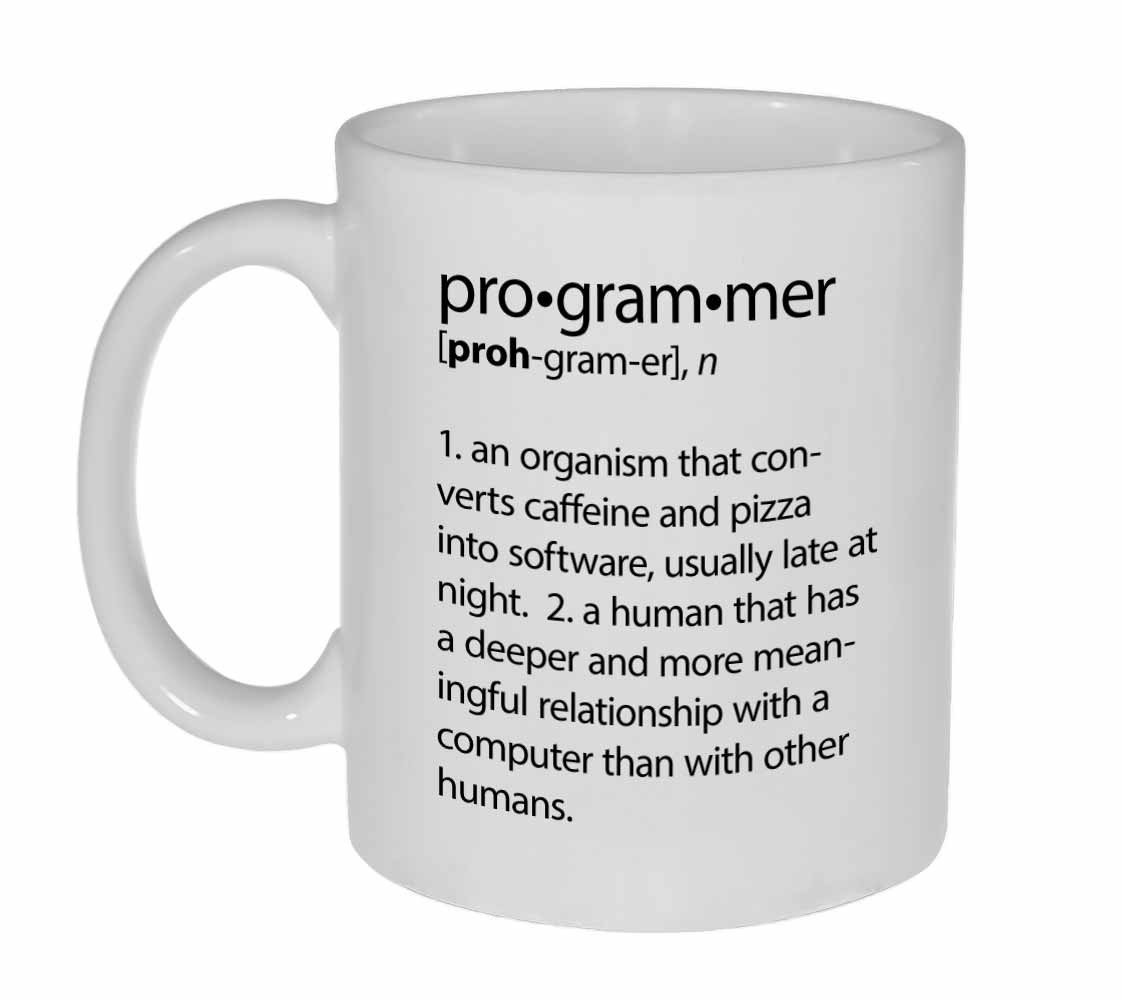 pro•gram•mer
[proh-gram-er], n
1. an organism that con-
verts caffeine and pizza
into software, usually late at
night.  2. a human that has
a deeper and more mean-
ingful relationship with a
computer than with other
humans.